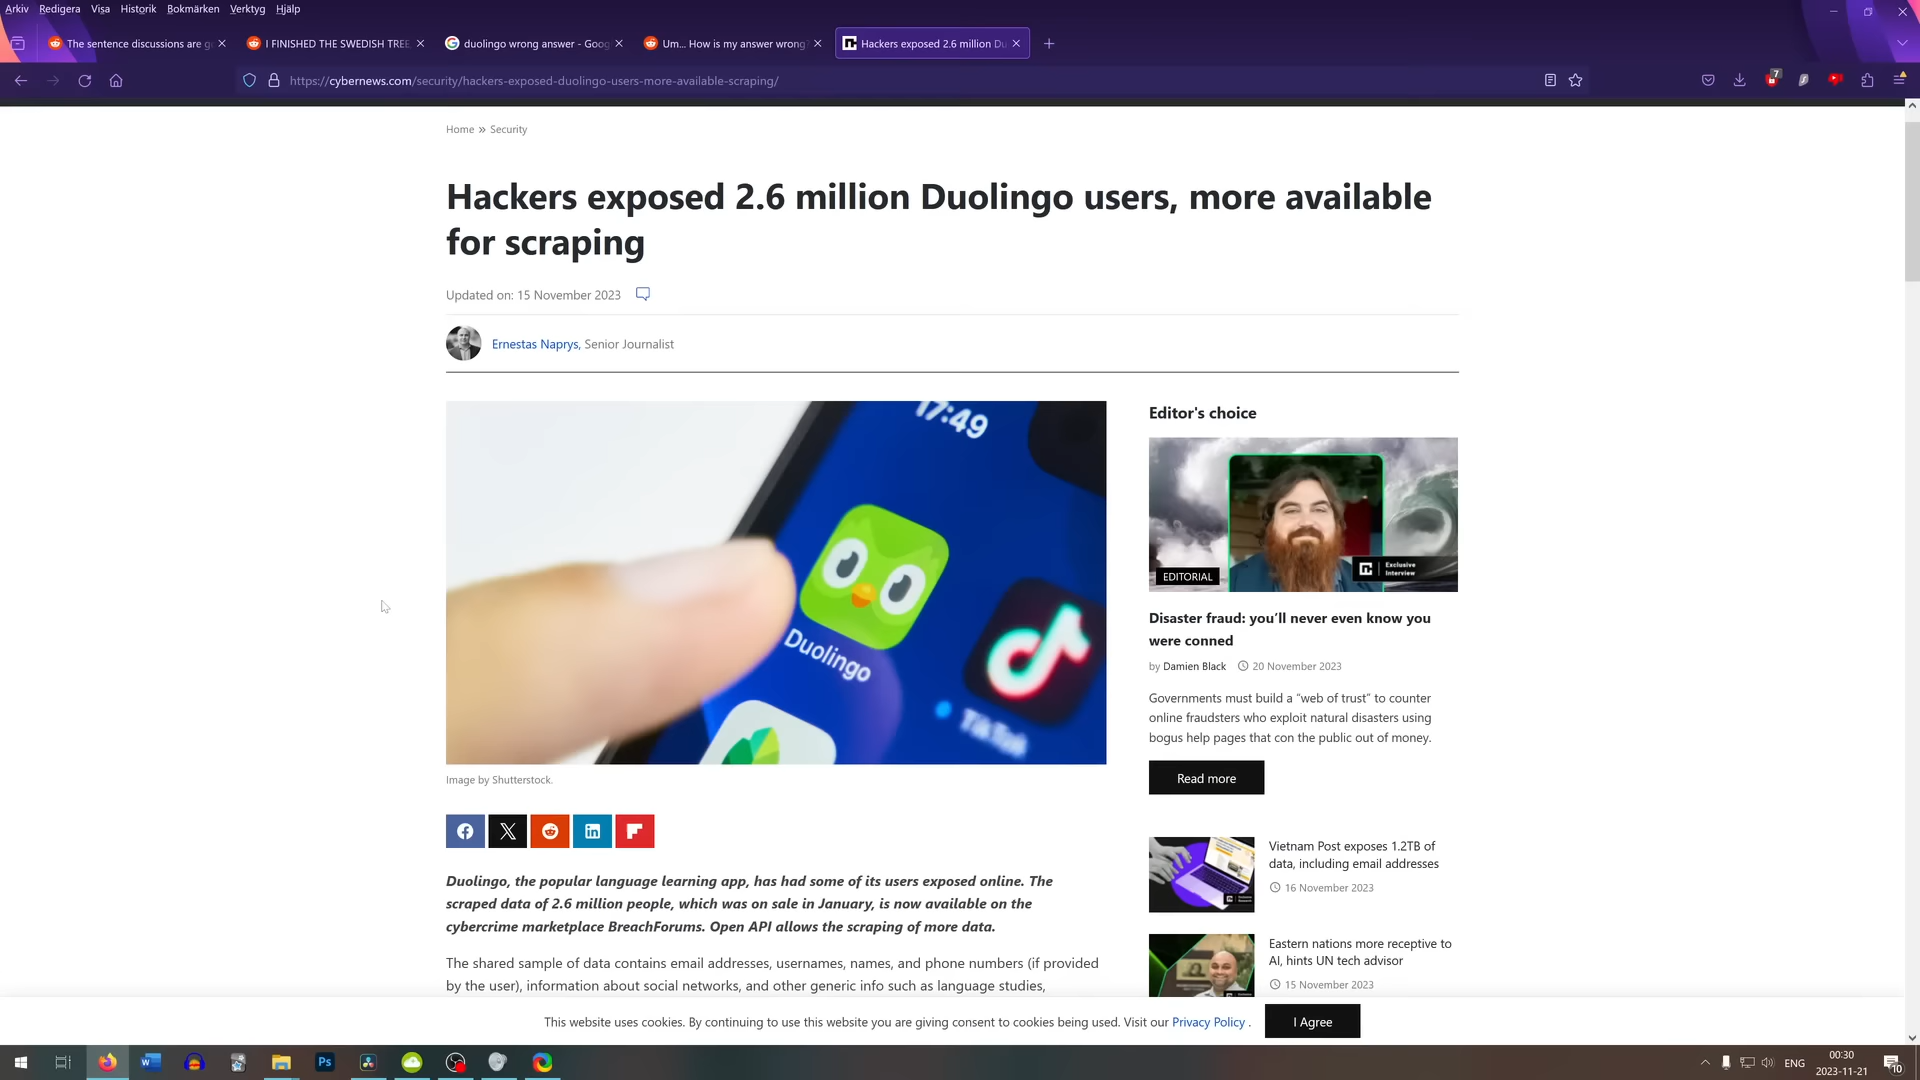 Arkiv Redigera Visa Historik Bokmärken Verktyg Hjälp
The sentence discussions are g
I FINISHED THE SWEDISH TREE
duolingo wrong answer - Goog
Um... How is my answer wrong?
Hackers exposed 2.6 million Du
https://cybernews.com/security/hackers-exposed-duolingo-users-more-available-scraping/
7
Home » Security
Hackers exposed 2.6 million Duolingo users, more available
for scraping
Updated on: 15 November 2023
Ernestas Naprys, Senior Journalist
17:49
Duolingo
TikTok
Image by Shutterstock.
Duolingo, the popular language learning app, has had some of its users exposed online. The
scraped data of 2.6 million people, which was on sale in January, is now available on the
cybercrime marketplace BreachForums. Open API allows the scraping of more data.
The shared sample of data contains email addresses, usernames, names, and phone numbers (if provided
by the user), information about social networks, and other generic info such as language studies,
Editor's choice
Exclusive
Interview
EDITORIAL
Disaster fraud: you’ll never even know you
were conned
by Damien Black 20 November 2023
Governments must build a “web of trust” to counter
online fraudsters who exploit natural disasters using
bogus help pages that con the public out of money.
Read more
Vietnam Post exposes 1.2TB of
data, including email addresses
16 November 2023
Eastern nations more receptive to
AI, hints UN tech advisor
15 November 2023
This website uses cookies. By continuing to use this website you are giving consent to cookies being used. Visit our Privacy Policy .
I Agree
W
Ps
ENG
00:30
2023-11-21
10